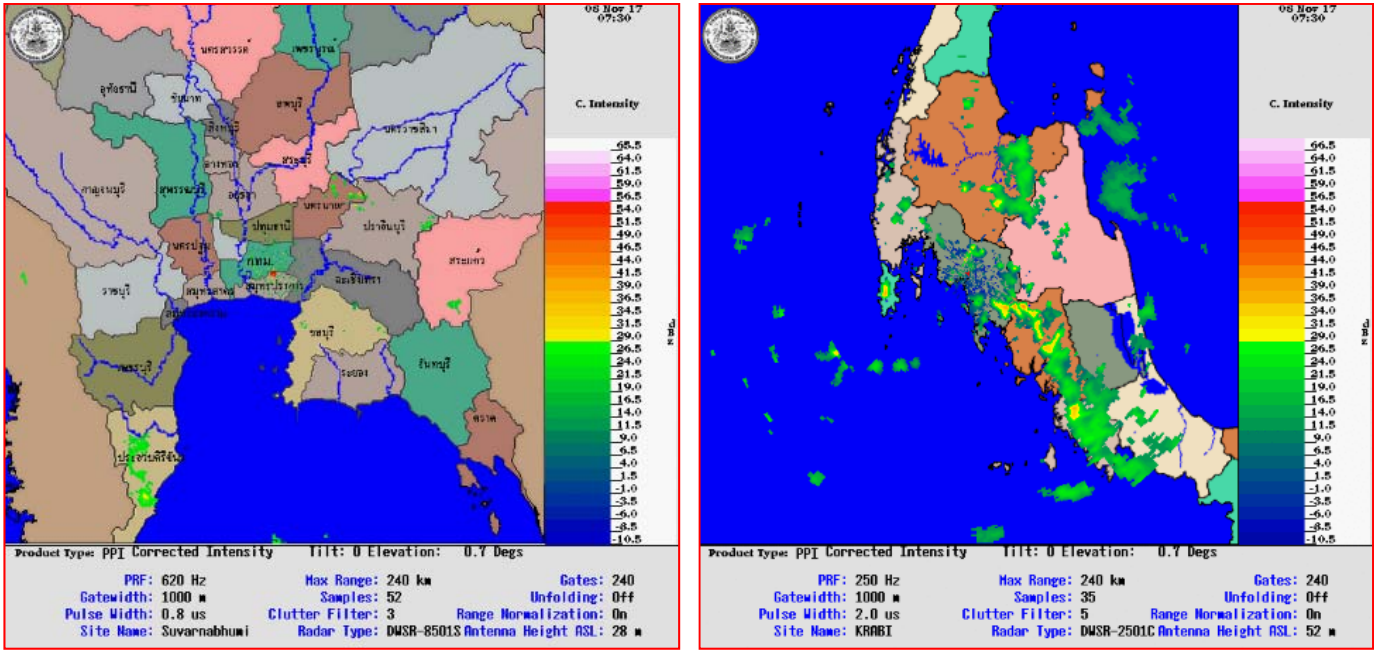 08 Nov 17
07:30
C. Intensity
65.5
64.0
61.5
59.0
56.5
54.0
51.5
49.0
46.5
44.0
41.5
39.0
36.5
34.0
31.5
29.0
26.5
24.0
21.5
19.0
16.5
14.0
11.5
9.0
6.5
4.0
1.5
-1.0
-3.5
-6.0
-8.5
-10.5
นครสวรรค์
เพชรบูรณ์
อุทัยธานี
ชัยนาท
ลพบุรี
สิงห์บุรี
นครราชสีมา
อ่างทอง
สระบุรี
กาญจนบุรี
สุพรรณบุรี
อยุธยา
นครนายก
ปราจีนบุรี
ปทุมธานี
นครปฐม
กทม.
สระแก้ว
ราชบุรี
สมุทรสาคร
สมุทรปราการ
ฉะเชิงเทรา
สมุทรสงคราม
ชลบุรี
เพชรบุรี
ระยอง
จันทบุรี
ตราด
ประจวบคีรีขันธ์
Product Type: PPI Corrected Intensity Tilt: 0 Elevation: 0.7 Degs
PRF: 620 Hz Max Range: 240 km Gates: 240
Gatewidth: 1000 m Samples: 52 Unfolding: Off
Pulse Width: 0.8 us Clutter Filter: 3 Range Normalization: On
Site Name: Suvarnabhumi Radar Type: DWSR-8501S Antenna Height ASL: 28 m
08 Nov 17
07:30
C. Intensity
66.5
64.0
61.5
59.0
56.5
54.0
51.5
49.0
46.5
44.0
41.5
39.0
36.5
34.0
31.5
29.0
26.5
24.0
21.5
19.0
16.5
14.0
11.5
9.0
6.5
4.0
1.5
-1.0
-3.5
-6.0
-8.5
-10.5
Product Type: PPI Corrected Intensity Tilt: 0 Elevation: 0.7 Degs
PRF: 250 Hz Max Range: 240 km Gates: 240
Gatewidth: 1000 m Samples: 35 Unfolding: Off
Pulse Width: 2.0 us Clutter Filter: 5 Range Normalization: On
Site Name: KRABI Radar Type: DWSR-2501C Antenna Height ASL: 52 m